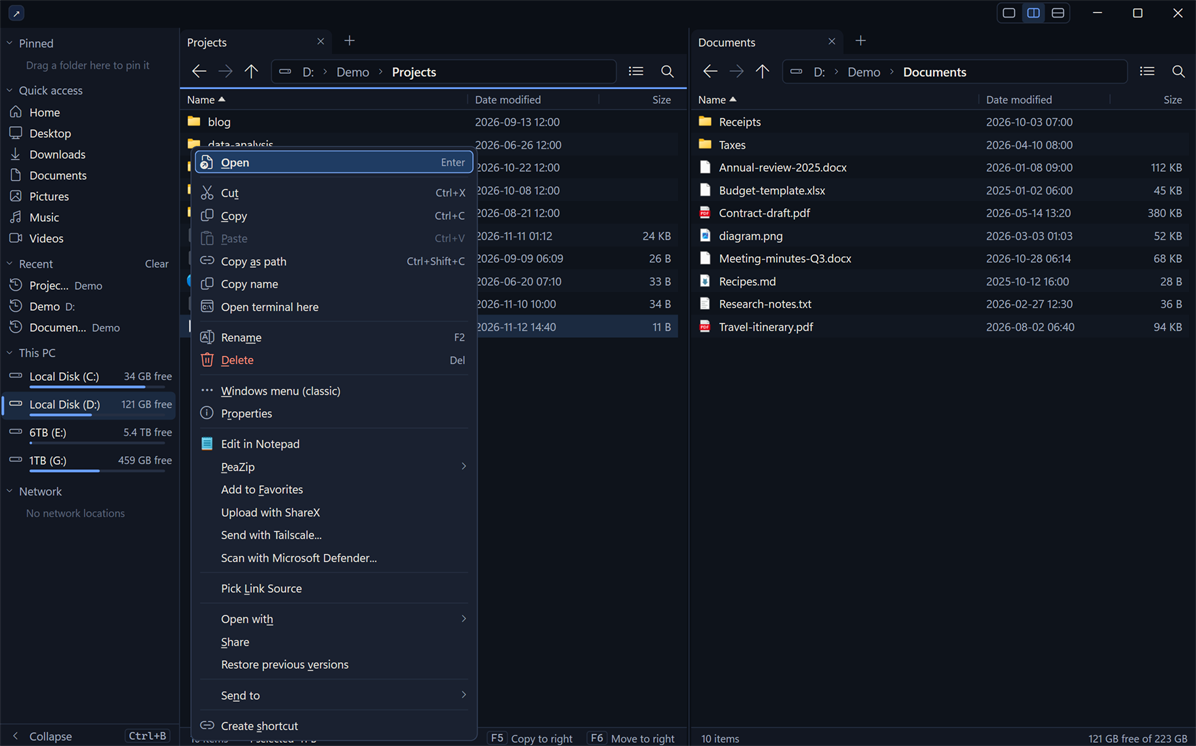 Pinned
Drag a folder here to pin it
Quick access
Home
Desktop
Downloads
Documents
Pictures
Music
Videos
Recent Clear
Projec... Demo
Demo D:
Documen... Demo
This PC
Local Disk (C:) 34 GB free
Local Disk (D:) 121 GB free
6TB (E:) 5.4 TB free
1TB (G:) 459 GB free
Network
No network locations
Collapse Ctrl+B
Projects
D: Demo Projects
Name Date modified Size
blog 2026-09-13 12:00
data-analysis 2026-06-26 12:00
2026-10-22 12:00
2026-10-08 12:00
2026-08-21 12:00
2026-11-11 01:12 24 KB
2026-09-09 06:09 26 B
2026-06-20 07:10 33 B
2026-11-10 10:00 34 B
2026-11-12 14:40 11 B
Open Enter
Cut Ctrl+X
Copy Ctrl+C
Paste Ctrl+V
Copy as path Ctrl+Shift+C
Copy name
Open terminal here
Rename F2
Delete Del
Windows menu (classic)
Properties
Edit in Notepad
PeaZip
Add to Favorites
Upload with ShareX
Send with Tailscale...
Scan with Microsoft Defender...
Pick Link Source
Open with
Share
Restore previous versions
Send to
Create shortcut
F5 Copy to right F6 Move to right
Documents
D: Demo Documents
Name Date modified Size
Receipts 2026-10-03 07:00
Taxes 2026-04-10 08:00
Annual-review-2025.docx 2026-01-08 09:00 112 KB
Budget-template.xlsx 2025-01-02 06:00 45 KB
Contract-draft.pdf 2026-05-14 13:20 380 KB
diagram.png 2026-03-03 01:03 52 KB
Meeting-minutes-Q3.docx 2026-10-28 06:14 68 KB
Recipes.md 2025-10-12 16:00 28 B
Research-notes.txt 2026-02-27 12:30 36 B
Travel-itinerary.pdf 2026-08-02 06:40 94 KB
10 items 121 GB free of 223 GB